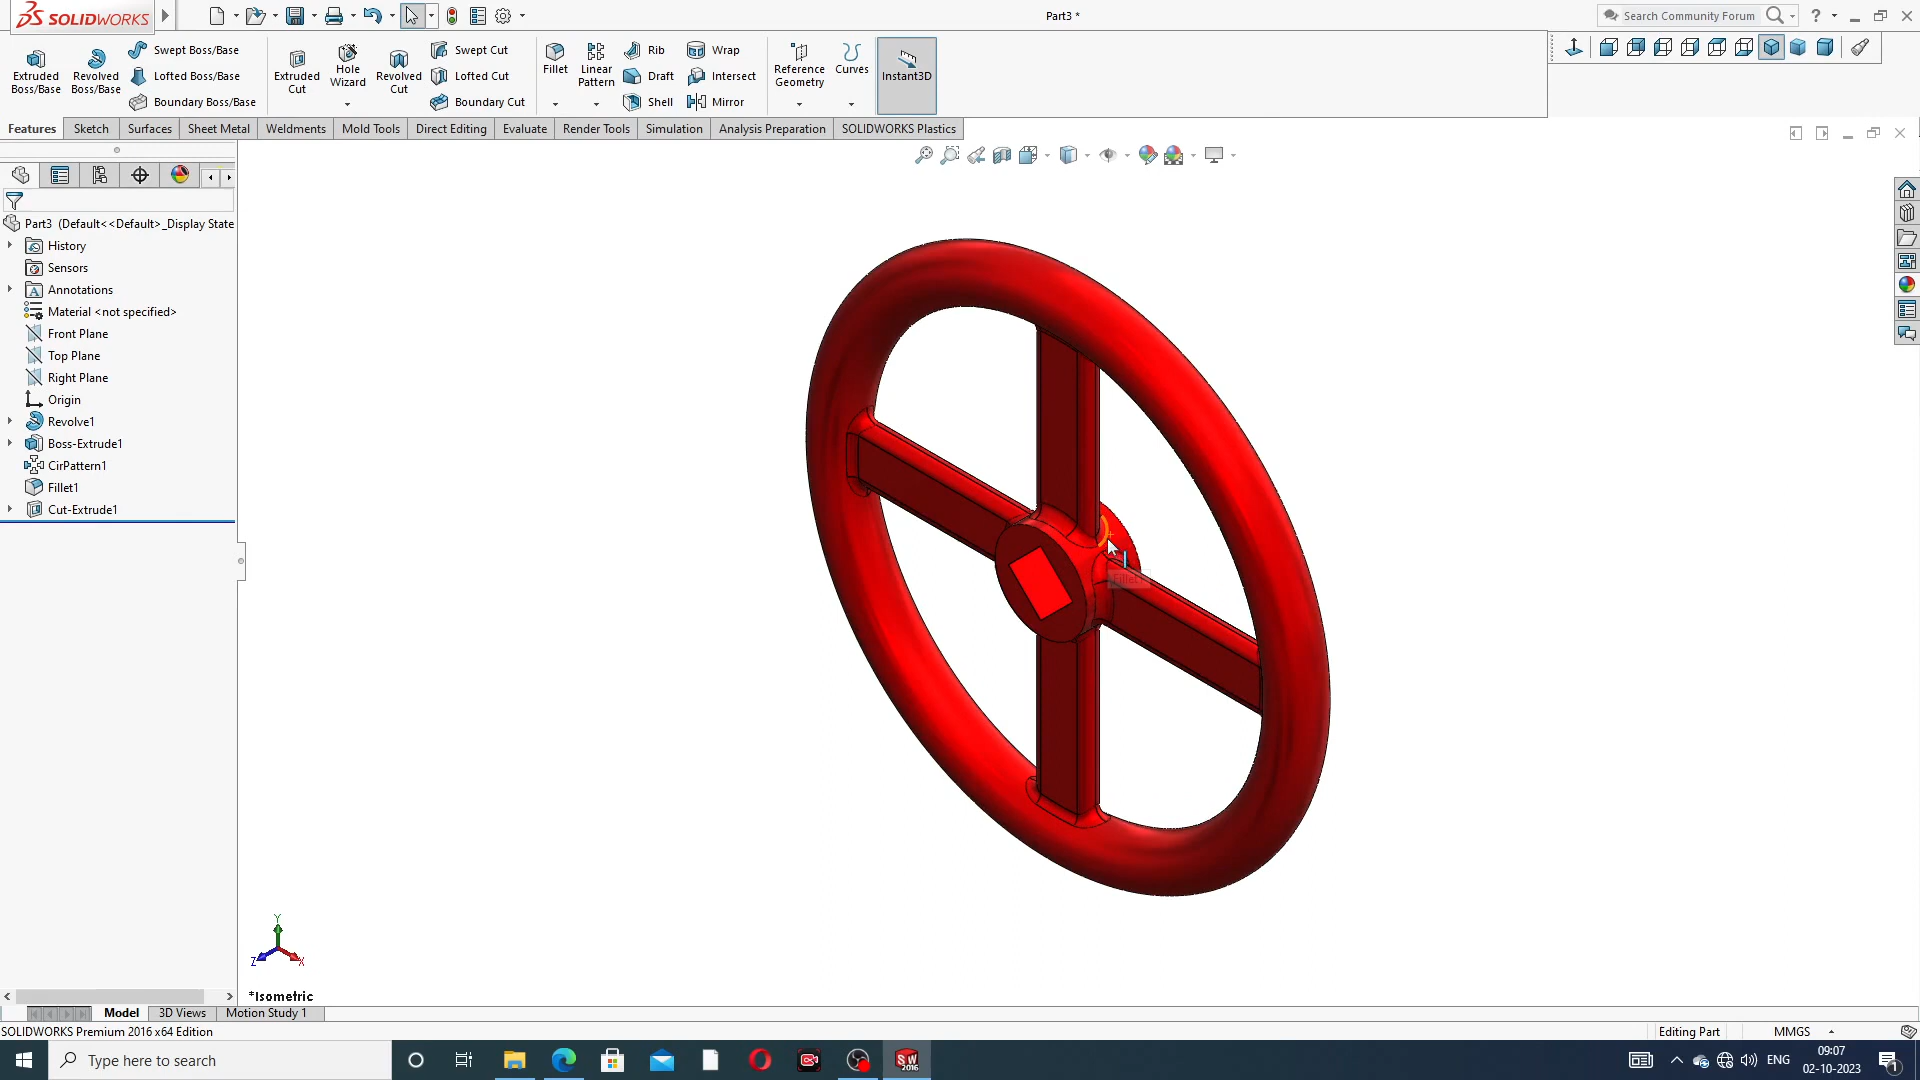 SOLIDWORKS
Part3 *
Search Community Forum
?
Extruded Boss/Base
Revolved Boss/Base
Swept Boss/Base
Lofted Boss/Base
Boundary Boss/Base
Extruded Cut
Hole Wizard
Revolved Cut
Swept Cut
Lofted Cut
Boundary Cut
Fillet
Linear Pattern
Rib
Draft
Shell
Wrap
Intersect
Mirror
Reference Geometry
Curves
Instant3D
Features
Sketch
Surfaces
Sheet Metal
Weldments
Mold Tools
Direct Editing
Evaluate
Render Tools
Simulation
Analysis Preparation
SOLIDWORKS Plastics
Part3 (Default<<Default>_Display State
History
Sensors
Annotations
Material <not specified>
Front Plane
Top Plane
Right Plane
Origin
Revolve1
Boss-Extrude1
CirPattern1
Fillet1
Cut-Extrude1
Y
Z
X
*Isometric
Model
3D Views
Motion Study 1
SOLIDWORKS Premium 2016 x64 Edition
Editing Part
MMGS
Type here to search
SW
2016
ENG
09:07
02-10-2023
1